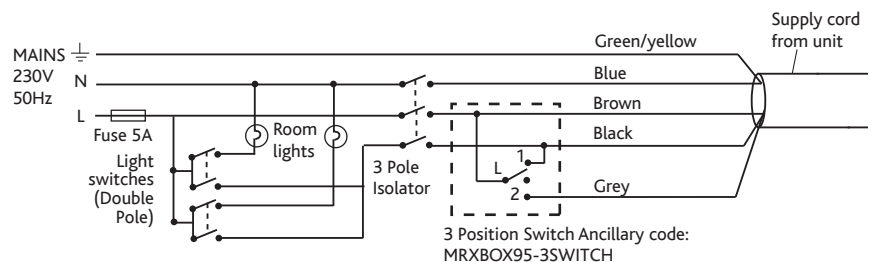 Supply cord
from unit
Green/yellow
MAINS
230V
50Hz
N
Blue
L
Brown
Fuse 5A
Room
lights
Black
Light
switches
(Double
Pole)
3 Pole
Isolator
L
1
2
Grey
3 Position Switch Ancillary code:
MRXBOX95-3SWITCH